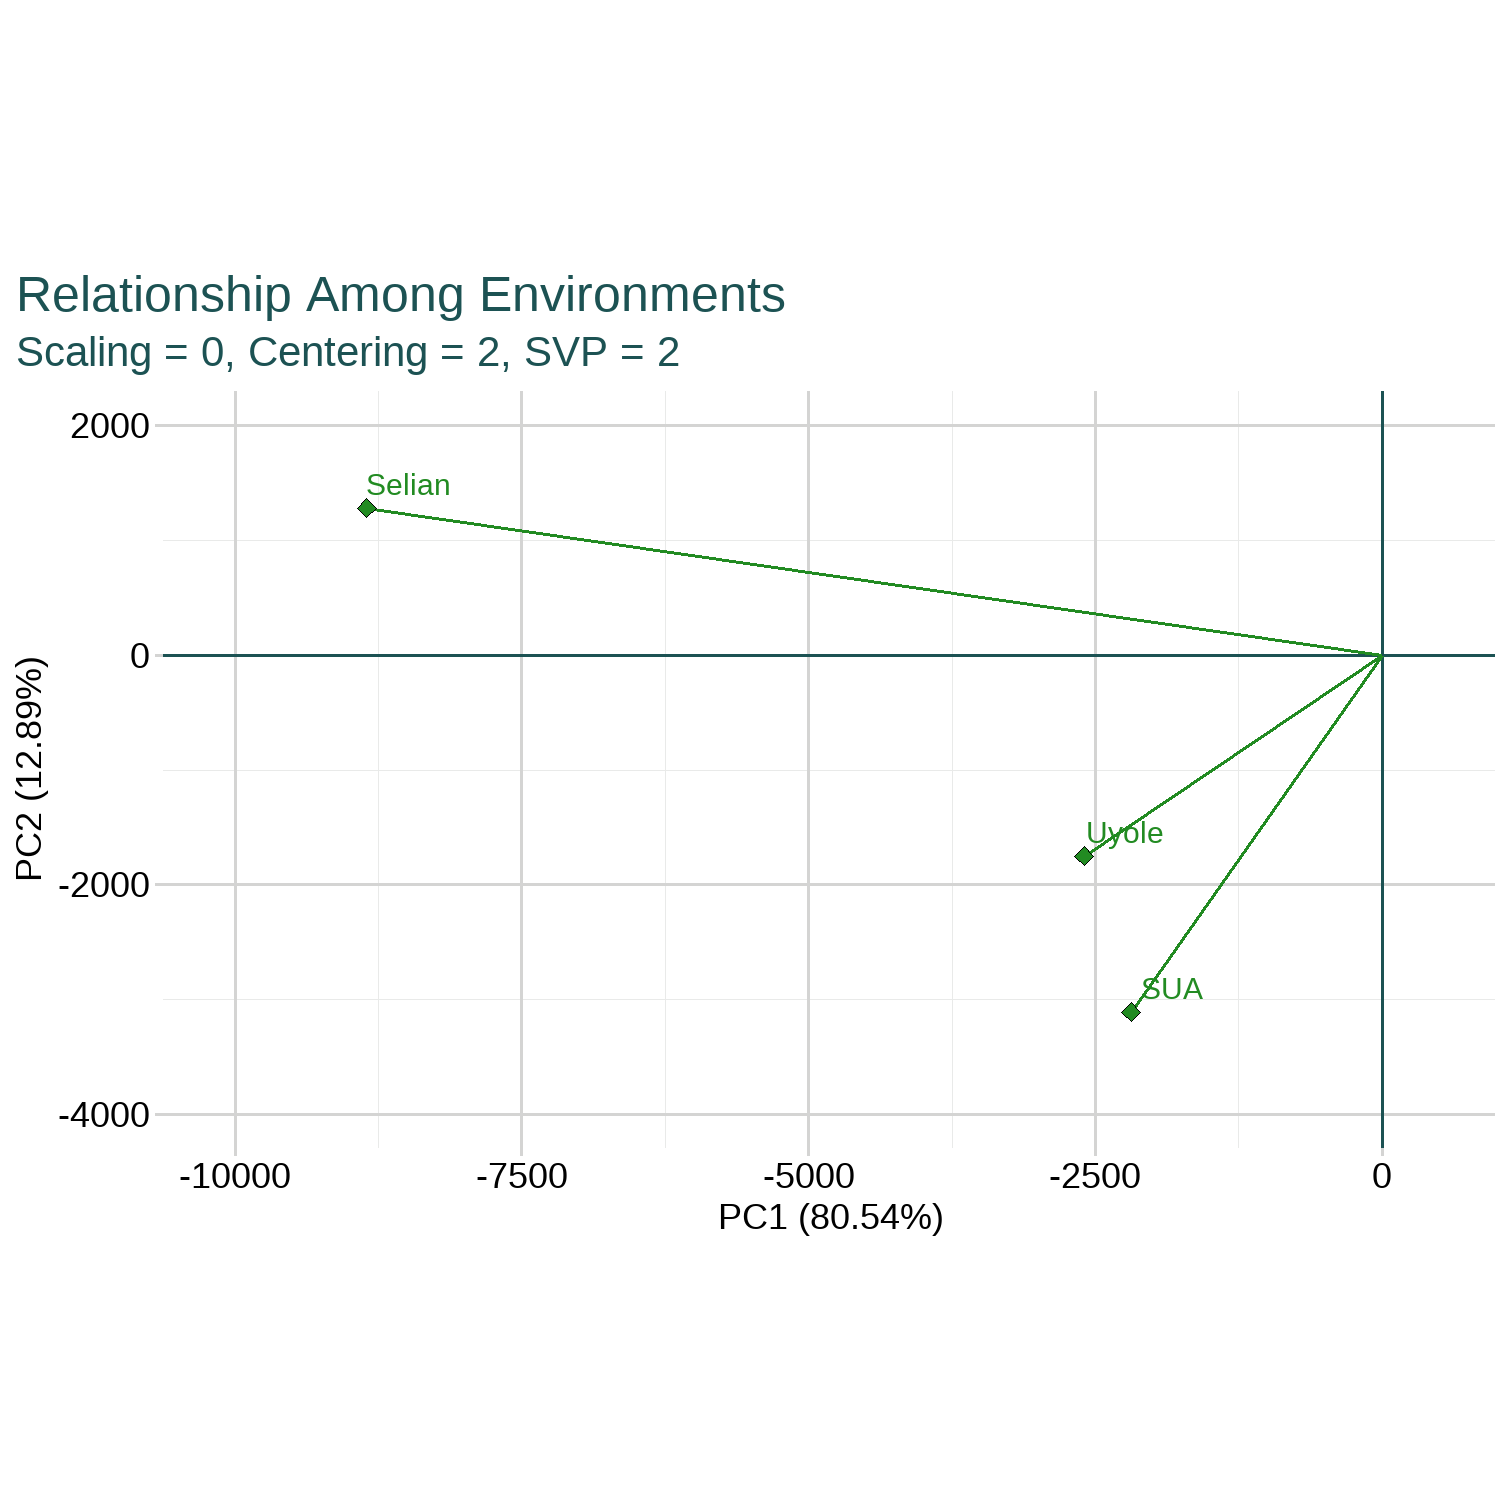 Relationship Among Environments
Scaling = 0, Centering = 2, SVP = 2
2000
Selian
0
Uyole
-2000
SUA
-4000
PC2 (12.89%)
-10000 -7500 -5000 -2500 0
PC1 (80.54%)